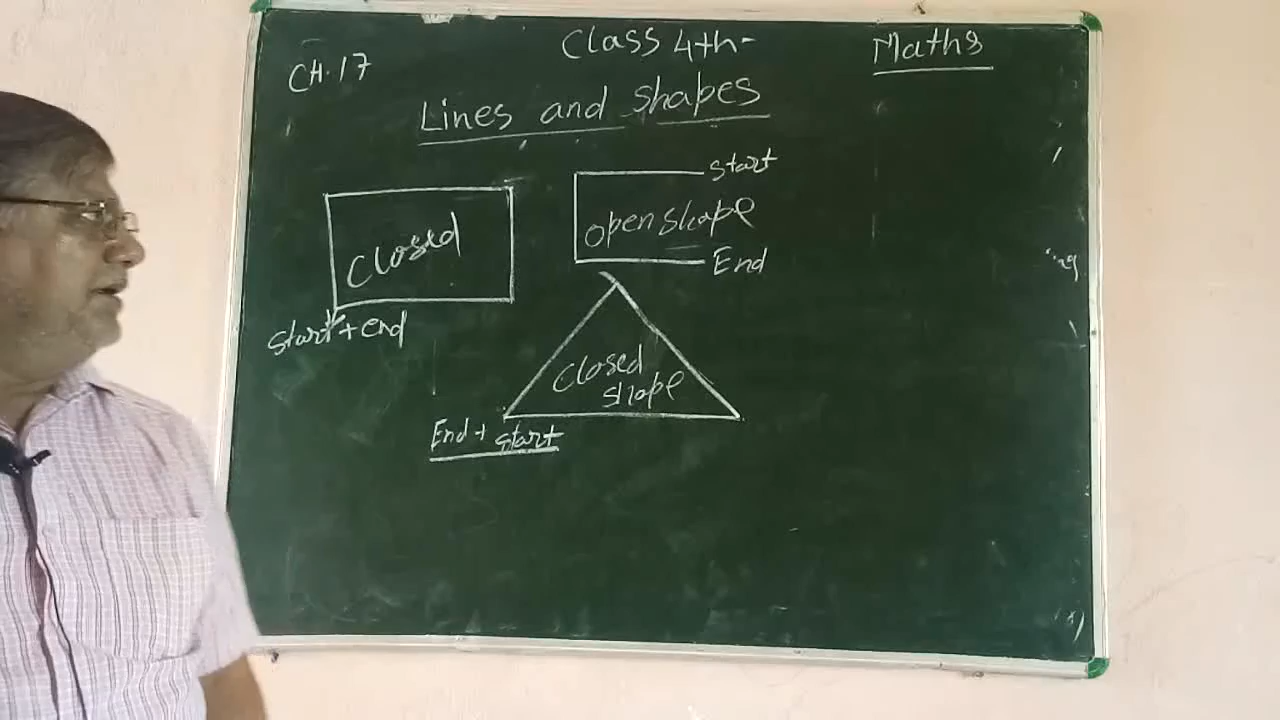 CH.17
Class 4th-
Maths
Lines and shapes
start
closed
open shape
End
start + end
closed
shape
End + start